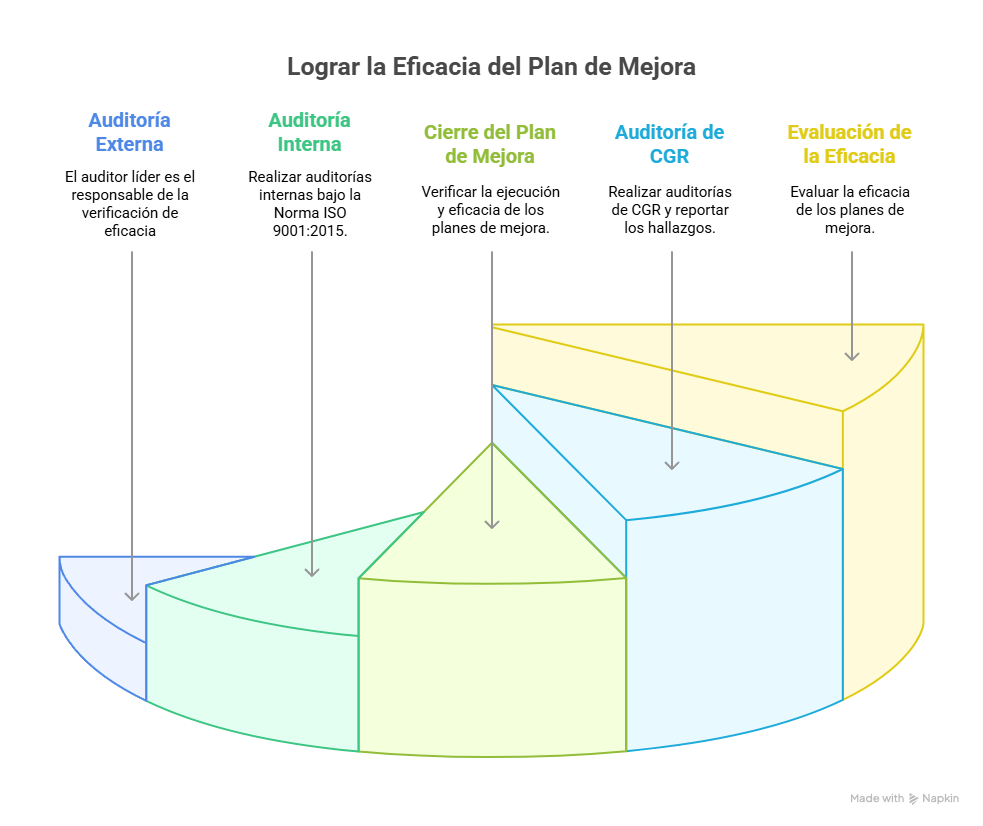 Lograr la Eficacia del Plan de Mejora
Auditoría
Externa
El auditor líder es el
responsable de la
verificación de
eficacia
Auditoría
Interna
Realizar auditorías
internas bajo la
Norma ISO
9001:2015.
Cierre del Plan
de Mejora
Verificar la ejecución
y eficacia de los
planes de mejora.
Auditoría de
CGR
Realizar auditorías
de CGR y reportar
los hallazgos.
Evaluación de
la Eficacia
Evaluar la eficacia
de los planes de
mejora.
Made with Napkin